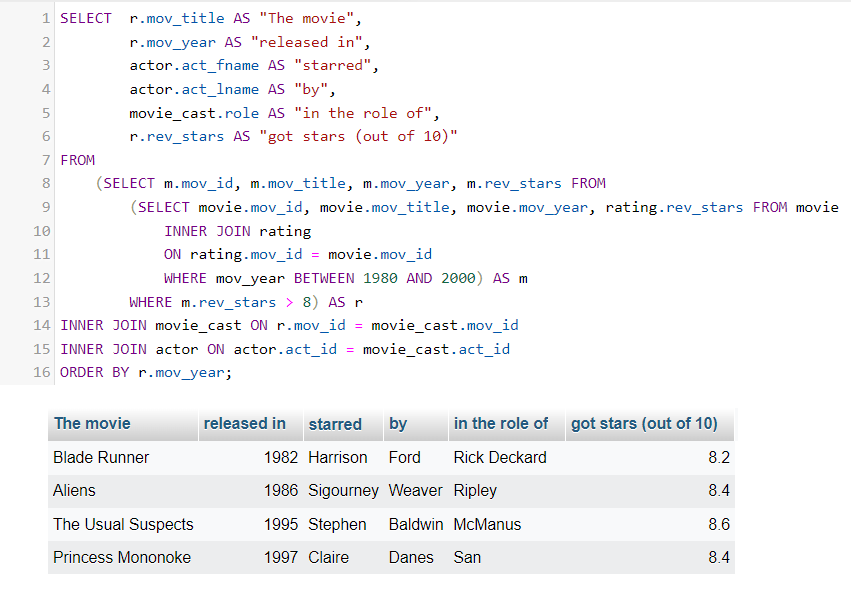 1 SELECT r.mov_title AS "The movie",
2 r.mov_year AS "released in",
3 actor.act_fname AS "starred",
4 actor.act_lname AS "by",
5 movie_cast.role AS "in the role of",
6 r.rev_stars AS "got stars (out of 10)"
7 FROM
8 (SELECT m.mov_id, m.mov_title, m.mov_year, m.rev_stars FROM
9 (SELECT movie.mov_id, movie.mov_title, movie.mov_year, rating.rev_stars FROM movie
10 INNER JOIN rating
11 ON rating.mov_id = movie.mov_id
12 WHERE mov_year BETWEEN 1980 AND 2000) AS m
13 WHERE m.rev_stars > 8) AS r
14 INNER JOIN movie_cast ON r.mov_id = movie_cast.mov_id
15 INNER JOIN actor ON actor.act_id = movie_cast.act_id
16 ORDER BY r.mov_year;
The movie released in starred by in the role of got stars (out of 10)
Blade Runner 1982 Harrison Ford Rick Deckard 8.2
Aliens 1986 Sigourney Weaver Ripley 8.4
The Usual Suspects 1995 Stephen Baldwin McManus 8.6
Princess Mononoke 1997 Claire Danes San 8.4